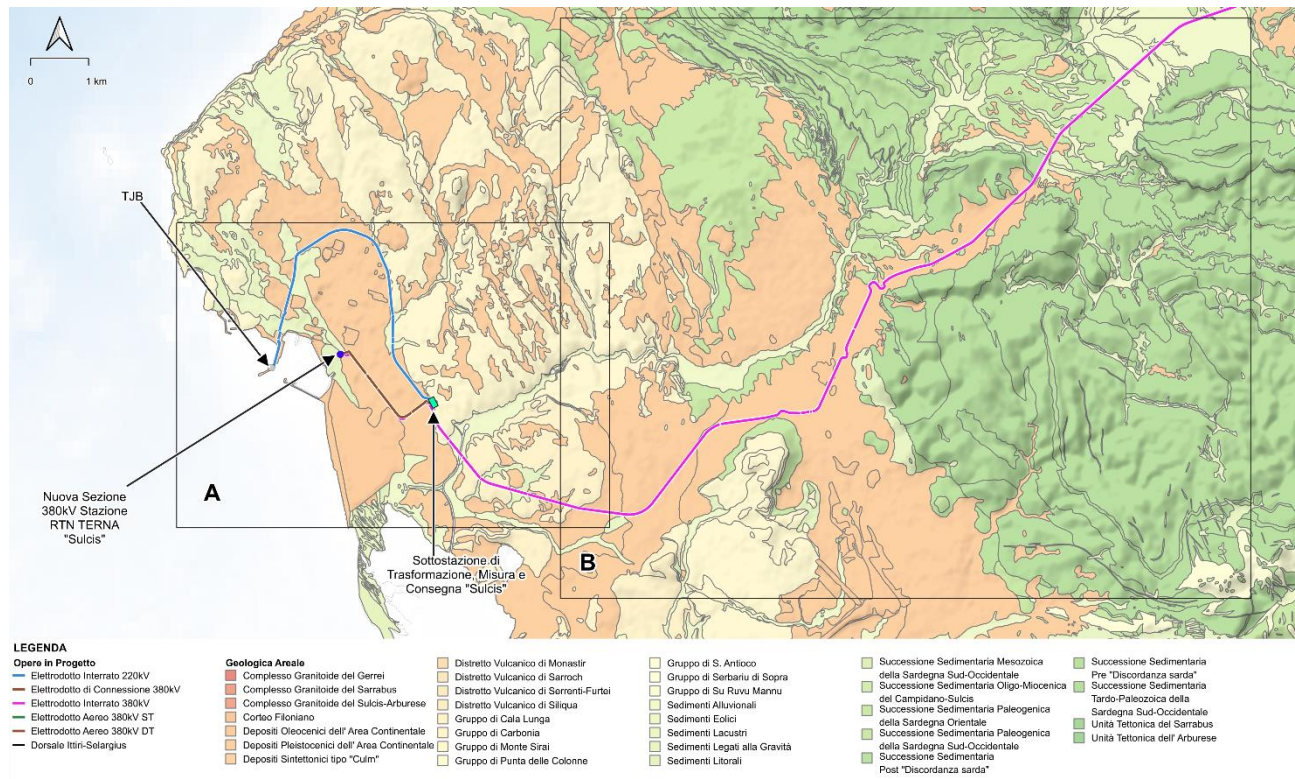 0
1 km
TJB
A
Nuova Sezione
380kV Stazione
RTN TERNA
"Sulcis"
B
Sottostazione di
Trasformazione, Misura e
Consegna "Sulcis"
LEGENDA
Opere in Progetto
Elettrodotto Interrato 220kV
Elettrodotto di Connessione 380kV
Elettrodotto Interrato 380kV
Elettrodotto Aereo 380kV ST
Elettrodotto Aereo 380kV DT
Dorsale Ittiri-Selargius
Geologica Areale
Complesso Granitoide del Gerrei
Complesso Granitoide del Sarrabus
Complesso Granitoide del Sulcis-Arburese
Corteo Filoniano
Depositi Oleocenici dell' Area Continentale
Depositi Pleistocenici dell' Area Continentale
Depositi Sintettonici tipo "Culm"
Distretto Vulcanico di Monastir
Distretto Vulcanico di Sarroch
Distretto Vulcanico di Serrenti-Furtei
Distretto Vulcanico di Siliqua
Gruppo di Cala Lunga
Gruppo di Carbonia
Gruppo di Monte Sirai
Gruppo di Punta delle Colonne
Gruppo di S. Antioco
Gruppo di Serbariu di Sopra
Gruppo di Su Ruvu Mannu
Sedimenti Alluvionali
Sedimenti Eolici
Sedimenti Lacustri
Sedimenti Legati alla Gravità
Sedimenti Litorali
Successione Sedimentaria Mesozoica
della Sardegna Sud-Occidentale
Successione Sedimentaria Oligo-Miocenica
del Campidano-Sulcis
Successione Sedimentaria Paleogenica
della Sardegna Orientale
Successione Sedimentaria Paleogenica
della Sardegna Sud-Occidentale
Successione Sedimentaria
Post "Discordanza sarda"
Successione Sedimentaria
Pre "Discordanza sarda"
Successione Sedimentaria
Tardo-Paleozoica della
Sardegna Sud-Occidentale
Unità Tettonica del Sarrabus
Unità Tettonica dell' Arburese